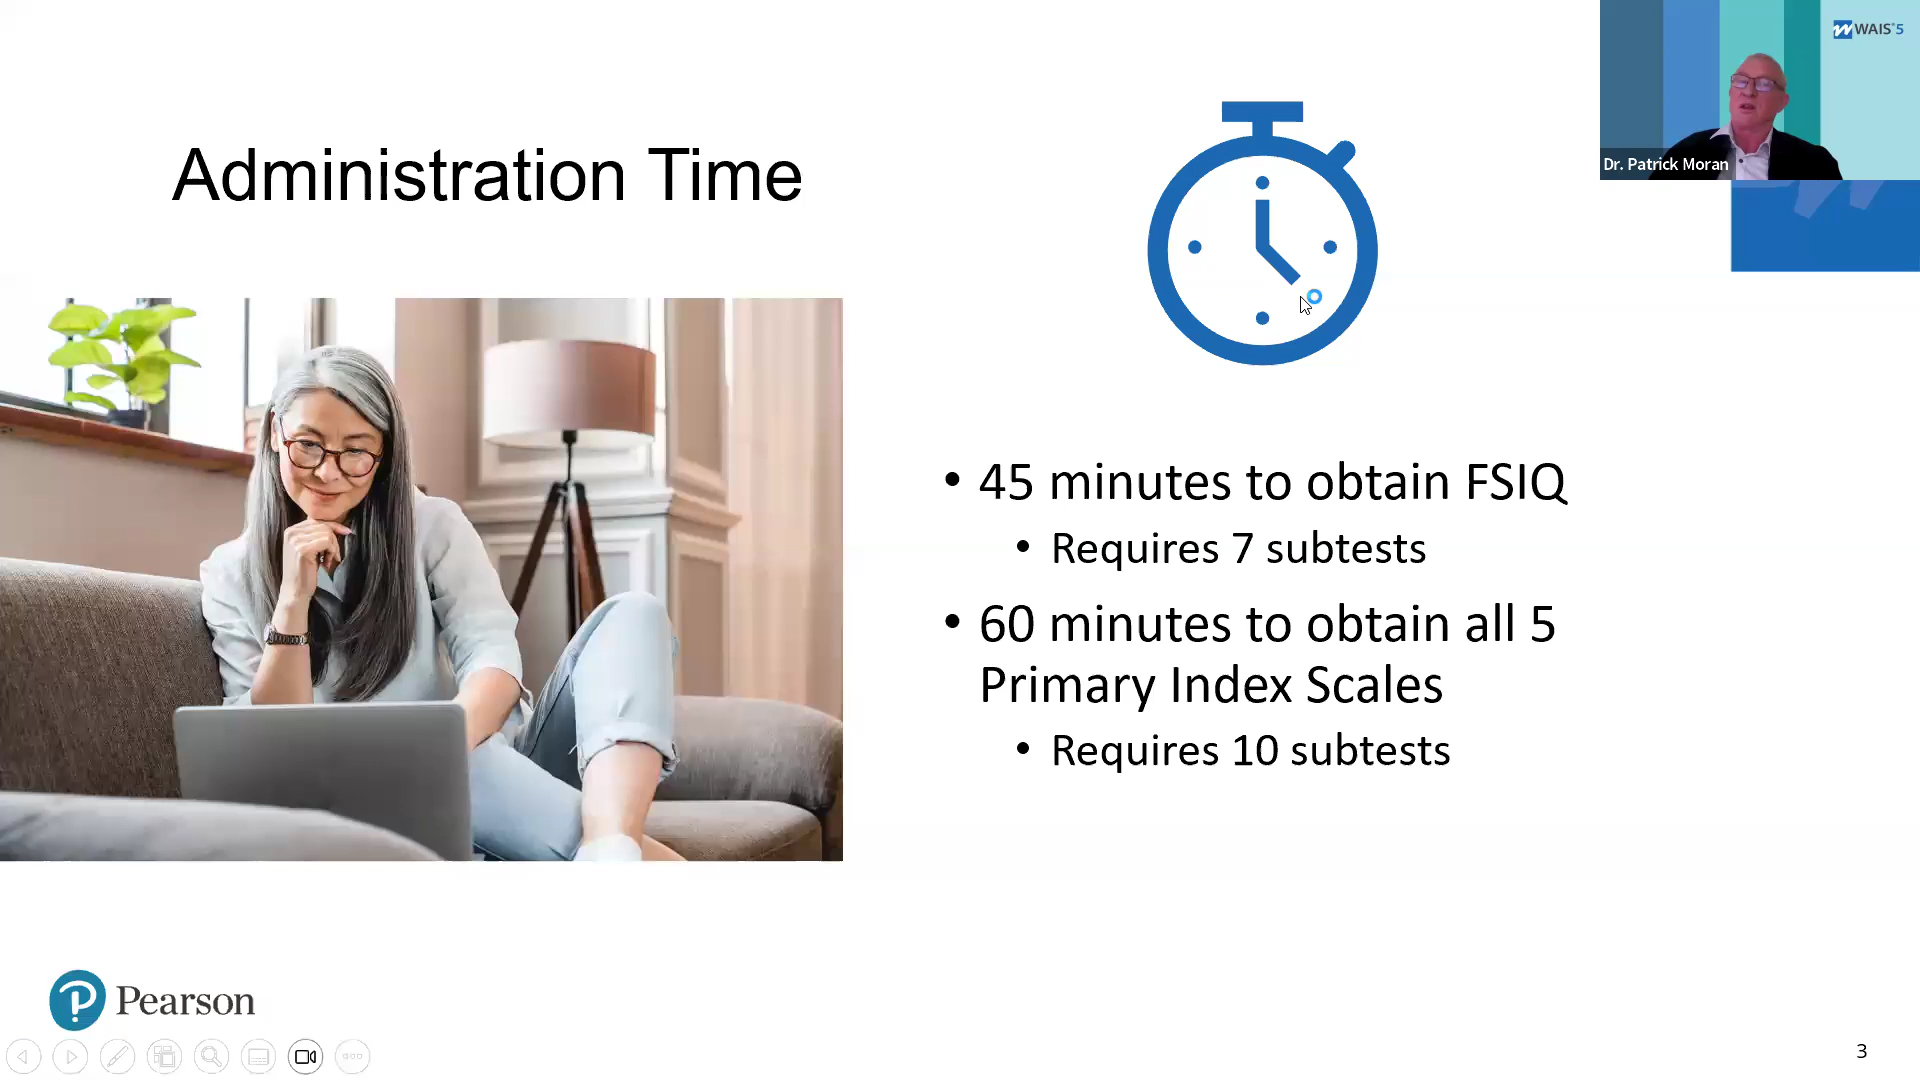 WAIS®5
Dr. Patrick Moran
Administration Time
• 45 minutes to obtain FSIQ
• Requires 7 subtests
• 60 minutes to obtain all 5
Primary Index Scales
• Requires 10 subtests
Pearson
3